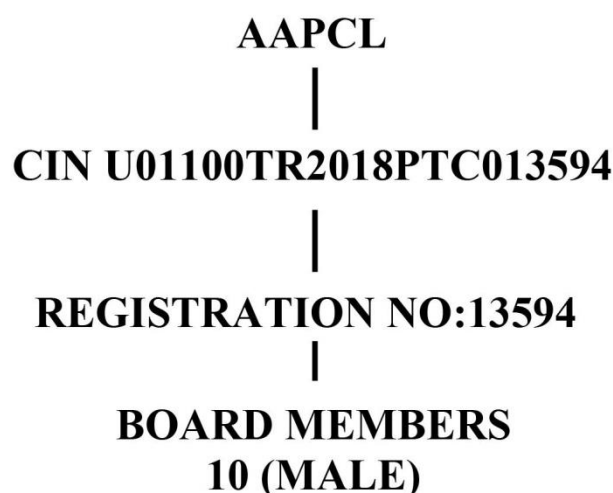 AAPCL
CIN U01100TR2018PTC013594
REGISTRATION NO:13594
BOARD MEMBERS
10 (MALE)